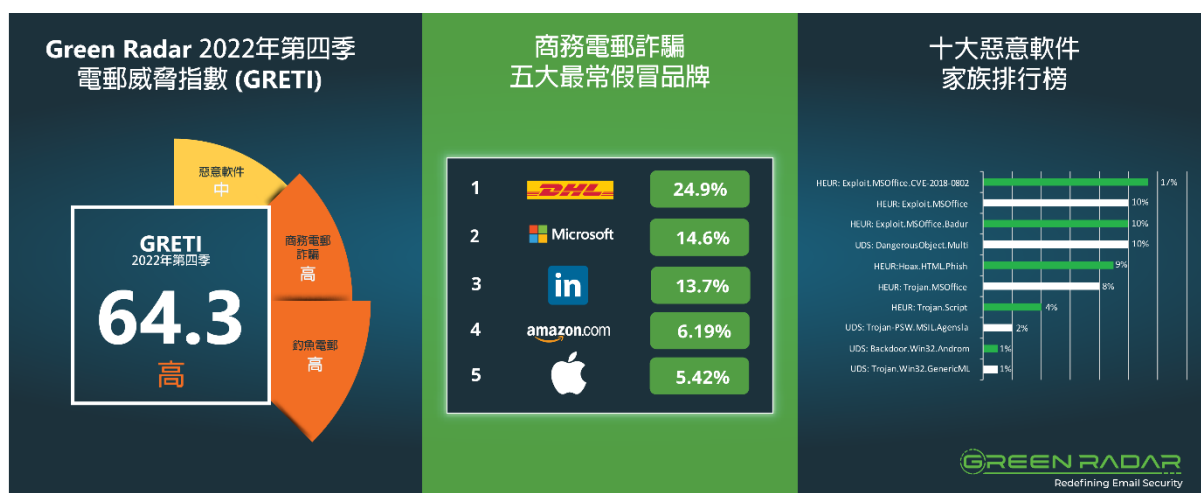 Green Radar 2022年第四季
電郵威脅指數 (GRETI)
惡意軟件
中
商務電郵
詐騙
高
釣魚電郵
高
GRETI
2022年第四季
64.3
高
商務電郵詐騙
五大最常假冒品牌
1 DHL 24.9%
2 Microsoft 14.6%
3 in 13.7%
4 amazon.com 6.19%
5 5.42%
十大惡意軟件
家族排行榜
HEUR: Exploit.MSOffice.CVE-2018-0802 17%
HEUR: Exploit.MSOffice 10%
HEUR: Exploit.MSOffice.Badur 10%
UDS: DangerousObject.Multi 10%
HEUR:Hoax.HTML.Phish 9%
HEUR: Trojan.MSOffice 8%
HEUR: Trojan.Script 4%
UDS: Trojan-PSW.MSIL.Agensla 2%
UDS: Backdoor.Win32.Androm 1%
UDS: Trojan.Win32.GenericML 1%
GREEN RADAR
Redefining Email Security